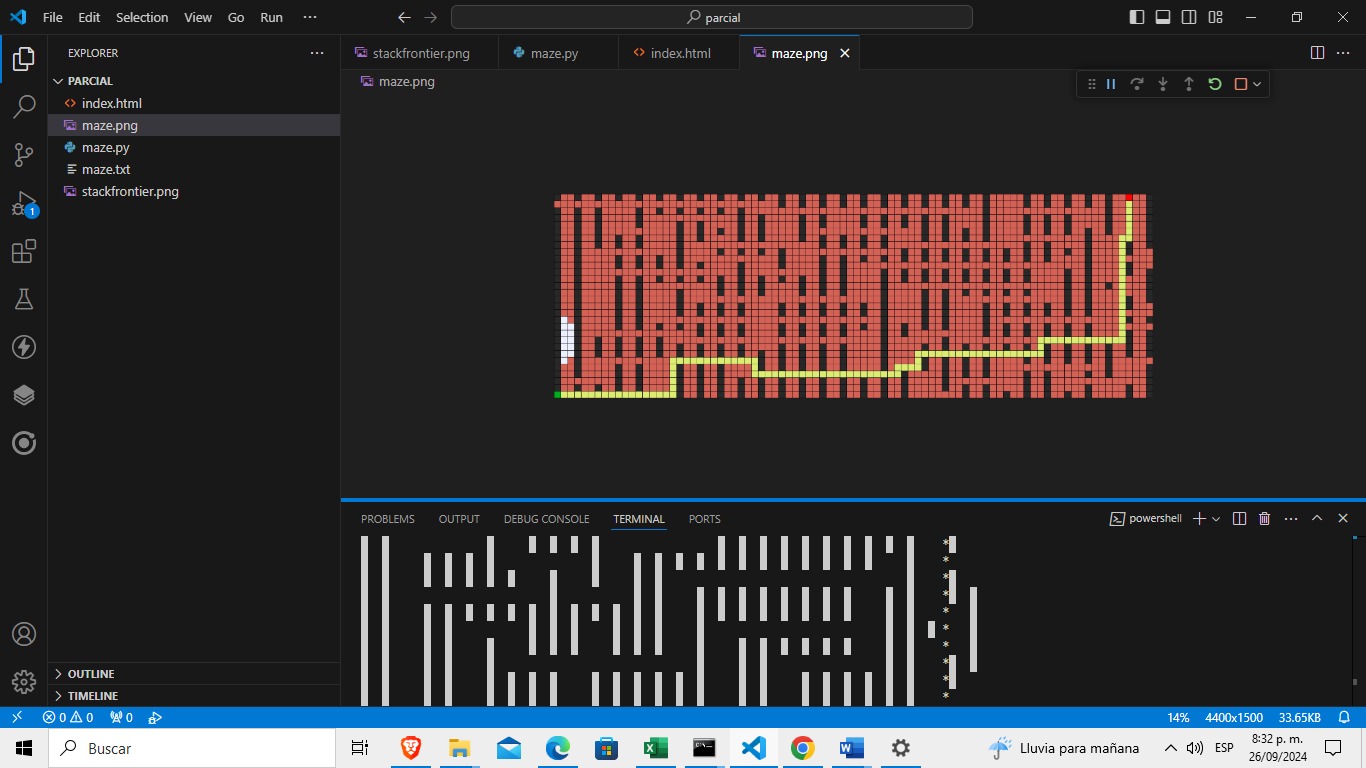 File Edit Selection View Go Run ···
parcial
EXPLORER
PARCIAL
index.html
maze.png
maze.py
maze.txt
stackfrontier.png
OUTLINE
TIMELINE
stackfrontier.png maze.py index.html maze.png
maze.png
PROBLEMS OUTPUT DEBUG CONSOLE TERMINAL PORTS
powershell
*
*
*
*
*
*
*
*
*
*
1
0 0 0 14% 4400x1500 33.65KB
Buscar
Lluvia para mañana
ESP
8:32 p. m.
26/09/2024